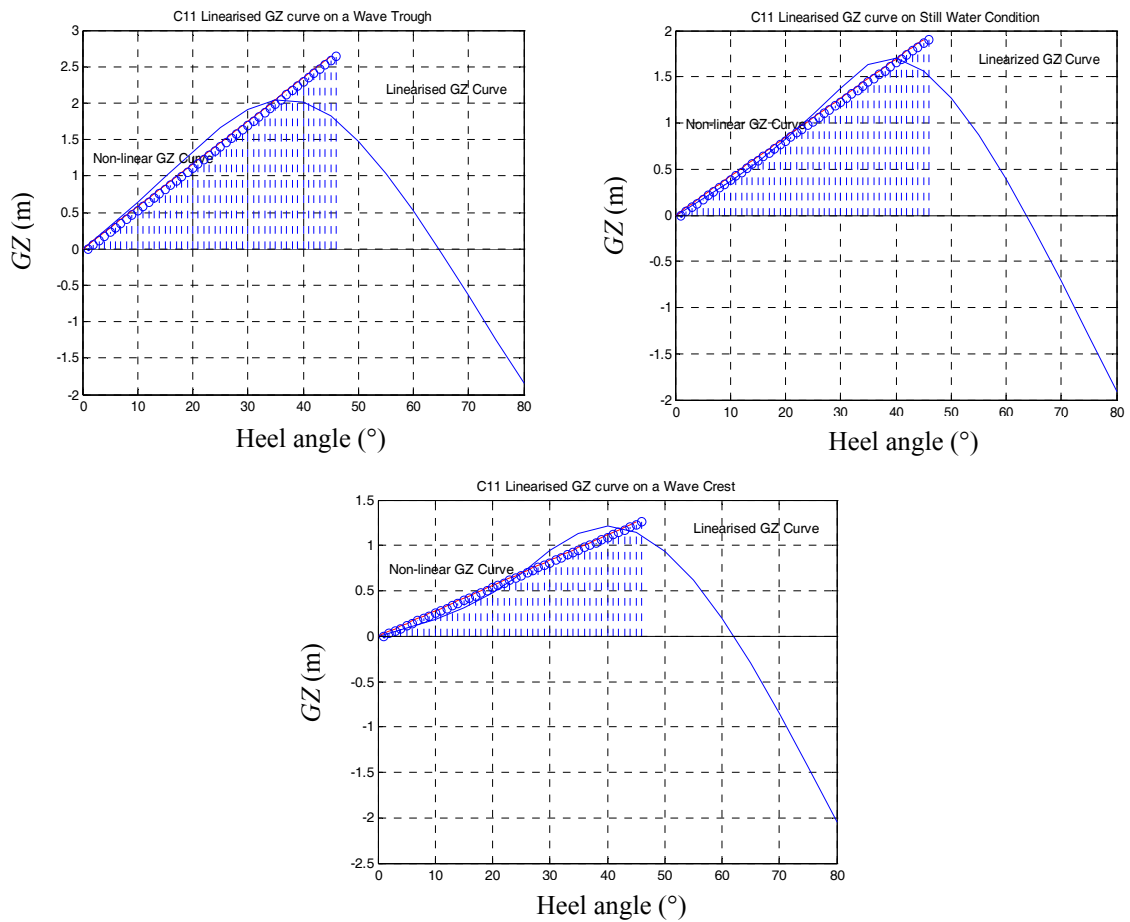 C11 Linearised GZ curve on a Wave Trough
3
2.5
2
1.5
1
0.5
0
-0.5
-1
-1.5
-2
GZ (m)
Linearised GZ Curve
Non-linear GZ Curve
0 10 20 30 40 50 60 70 80
Heel angle (°)
C11 Linearised GZ curve on Still Water Condition
2
1.5
1
0.5
0
-0.5
-1
-1.5
-2
GZ (m)
Linearized GZ Curve
Non-linear GZ Curve
0 10 20 30 40 50 60 70 80
Heel angle (°)
C11 Linearised GZ curve on a Wave Crest
1.5
1
0.5
0
-0.5
-1
-1.5
-2
-2.5
GZ (m)
Linearised GZ Curve
Non-linear GZ Curve
0 10 20 30 40 50 60 70 80
Heel angle (°)